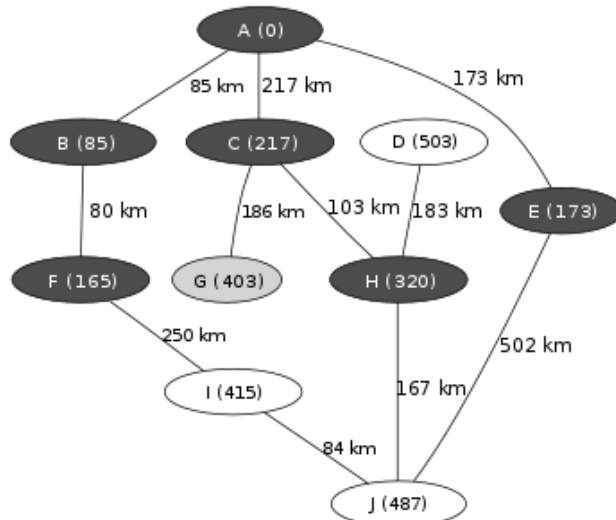 A (0)
173 km
85 km
217 km
B (85)
C (217)
D (503)
80 km
186 km
103 km
183 km
E (173)
F (165)
G (403)
H (320)
250 km
502 km
I (415)
167 km
84 km
J (487)